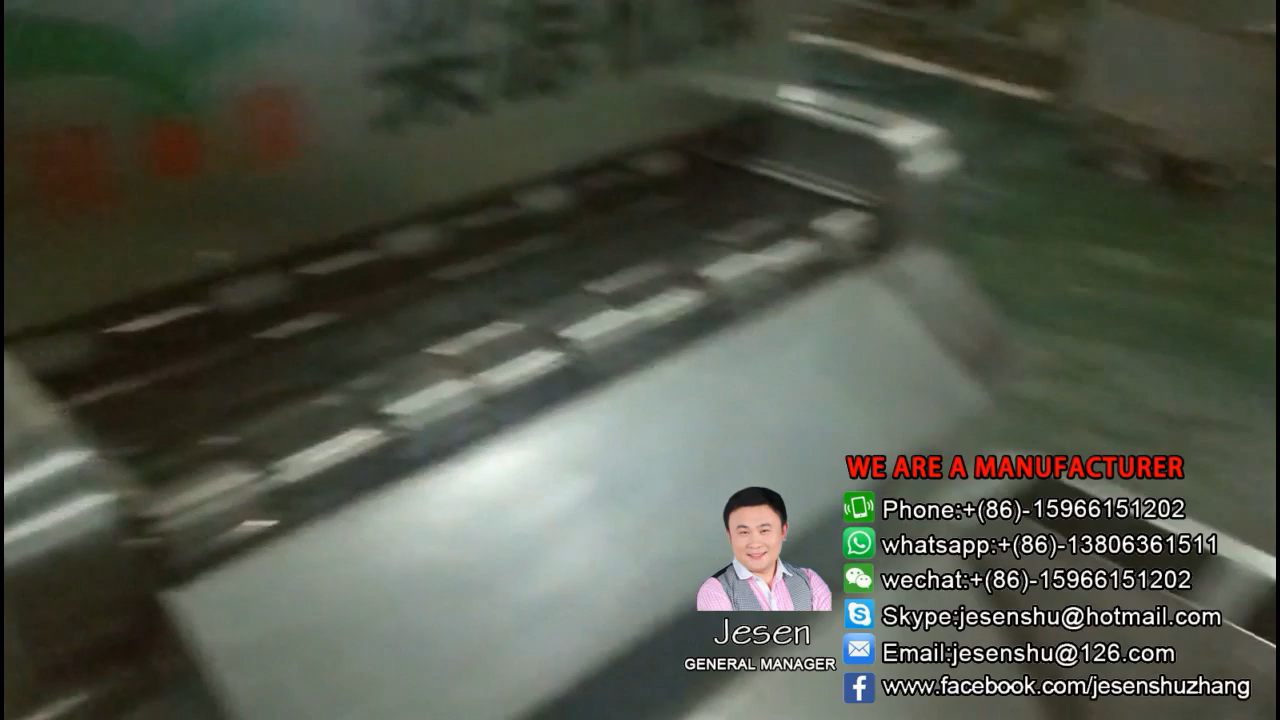 WE ARE A MANUFACTURER
Phone:+(86)-15966151202
whatsapp:+(86)-13806361511
wechat:+(86)-15966151202
Skype:jesenshu@hotmail.com
Jesen
Email:jesenshu@126.com
GENERAL MANAGER
www.facebook.com/jesenshuzhang